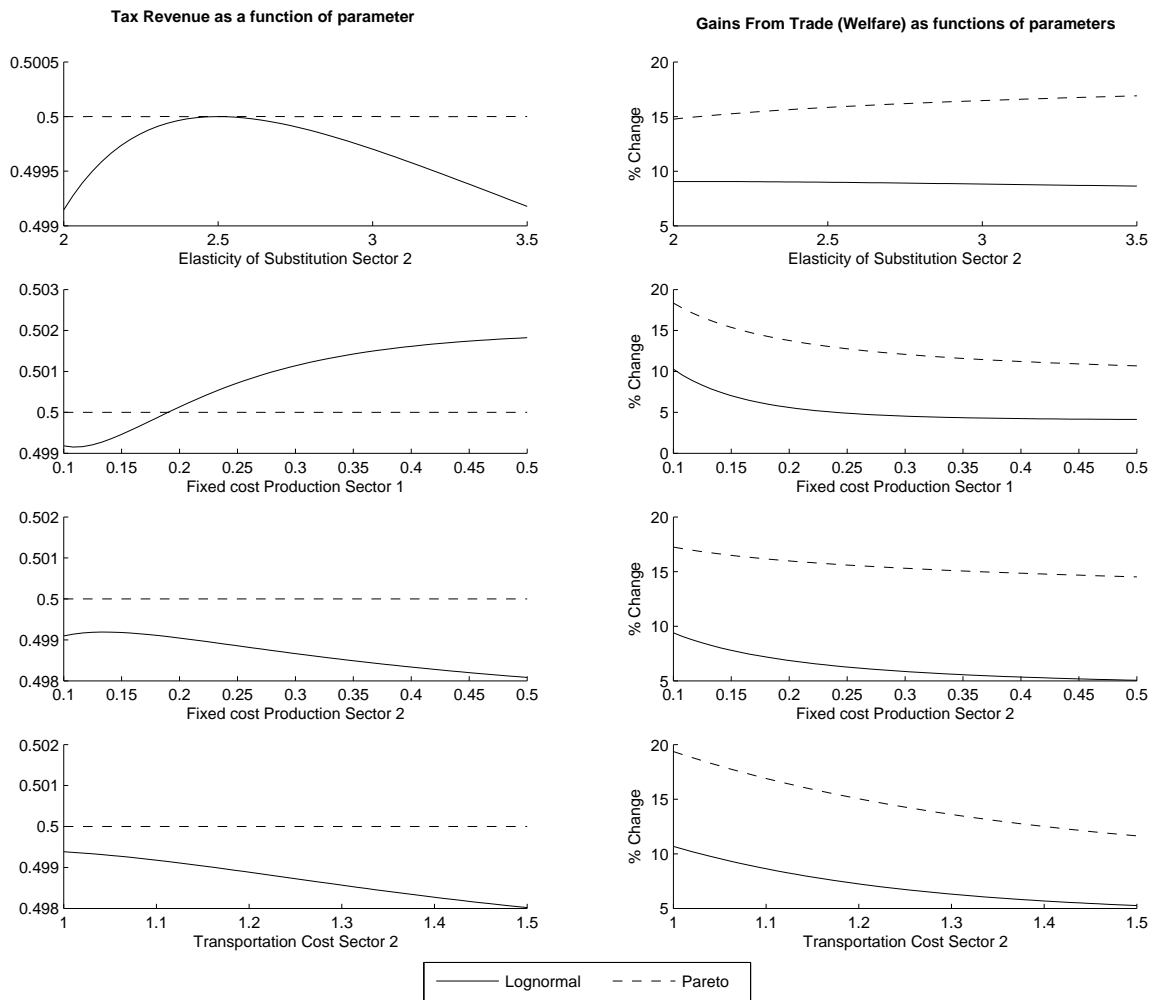 Tax Revenue as a function of parameter
0.5005
0.5
0.4995
0.499
2 2.5 3 3.5
Elasticity of Substitution Sector 2
Gains From Trade (Welfare) as functions of parameters
20
15
10
5
% Change
2 2.5 3 3.5
Elasticity of Substitution Sector 2
0.503
0.502
0.501
0.5
0.499
0.1 0.15 0.2 0.25 0.3 0.35 0.4 0.45 0.5
Fixed cost Production Sector 1
20
15
10
5
0
% Change
0.1 0.15 0.2 0.25 0.3 0.35 0.4 0.45 0.5
Fixed cost Production Sector 1
0.502
0.501
0.5
0.499
0.498
0.1 0.15 0.2 0.25 0.3 0.35 0.4 0.45 0.5
Fixed cost Production Sector 2
20
15
10
5
% Change
0.1 0.15 0.2 0.25 0.3 0.35 0.4 0.45 0.5
Fixed cost Production Sector 2
0.502
0.501
0.5
0.499
0.498
1 1.1 1.2 1.3 1.4 1.5
Transportation Cost Sector 2
20
15
10
5
% Change
1 1.1 1.2 1.3 1.4 1.5
Transportation Cost Sector 2
Lognormal Pareto